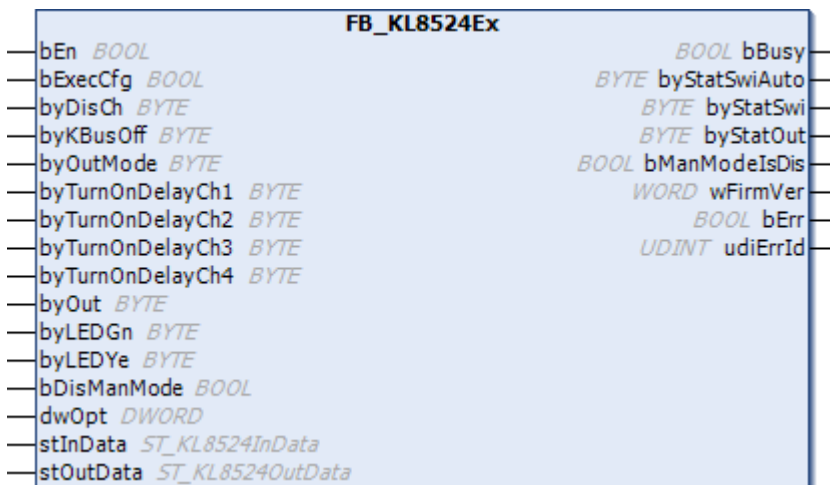 FB_KL8524Ex
bEn BOOL BOOL bBusy
bExecCfg BOOL BYTE byStatSwiAuto
byDisCh BYTE BYTE byStatSwi
byKBusOff BYTE BYTE byStatOut
byOutMode BYTE BOOL bManModeIsDis
byTurnOnDelayCh1 BYTE WORD wFirmVer
byTurnOnDelayCh2 BYTE BOOL bErr
byTurnOnDelayCh3 BYTE UDINT udiErrId
byTurnOnDelayCh4 BYTE
byOut BYTE
byLEDGn BYTE
byLEDYe BYTE
bDisManMode BOOL
dwOpt DWORD
stInData ST_KL8524InData
stOutData ST_KL8524OutData